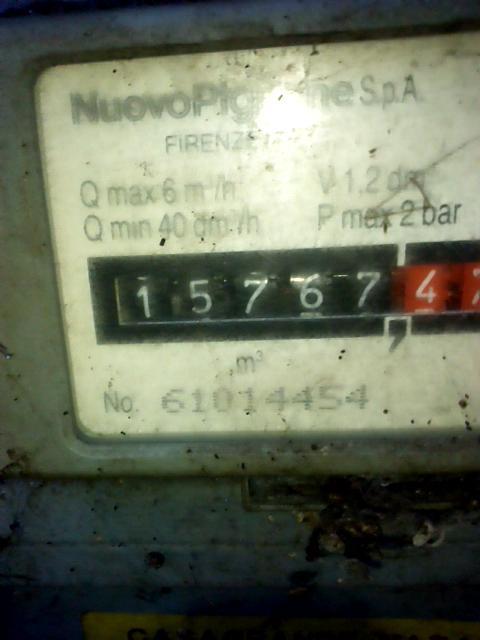 NuovoPignone S.p.A.
FIRENZE
Q max 6 m³/h V 1,2 dm³
Q min 40 dm³/h P max 2 bar
1 5 7 6 7 , 4 7
m³
No. 61014454